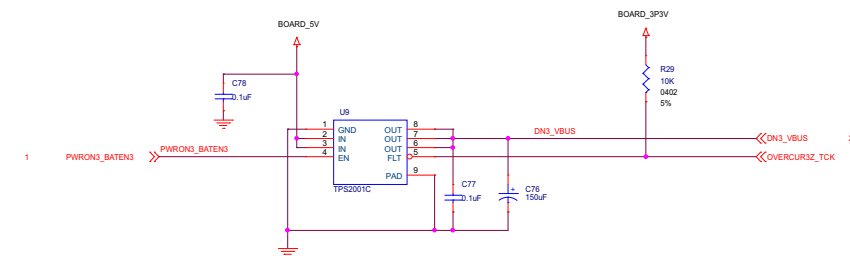 BOARD_3P3V
BOARD_5V
C78
0.1uF
R29
10K
0402
5%
U9
1 GND OUT 8
2 IN OUT 7
3 IN OUT 6
4 EN FLT 5
PAD 9
TPS2001C
DN3_VBUS
DN3_VBUS
1 PWRON3_BATEN3
PWRON3_BATEN3
OVERCUR3Z_TCK
C77
0.1uF
+
C76
150uF